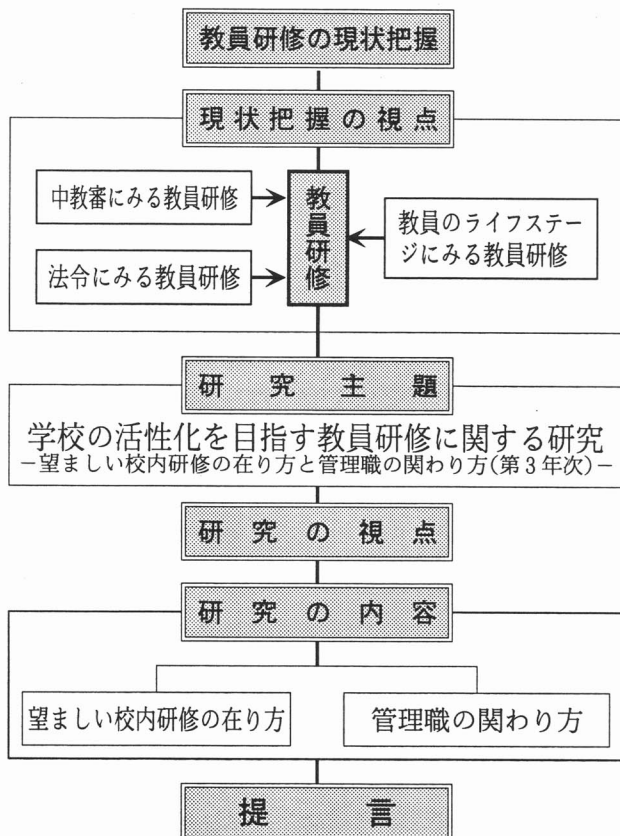 教員研修の現状把握
現状把握の視点
中教審にみる教員研修
法令にみる教員研修
教員研修
教員のライフステー
ジにみる教員研修
研究主題
学校の活性化を目指す教員研修に関する研究
−望ましい校内研修の在り方と管理職の関わり方(第3年次)−
研究の視点
研究の内容
望ましい校内研修の在り方
管理職の関わり方
提言